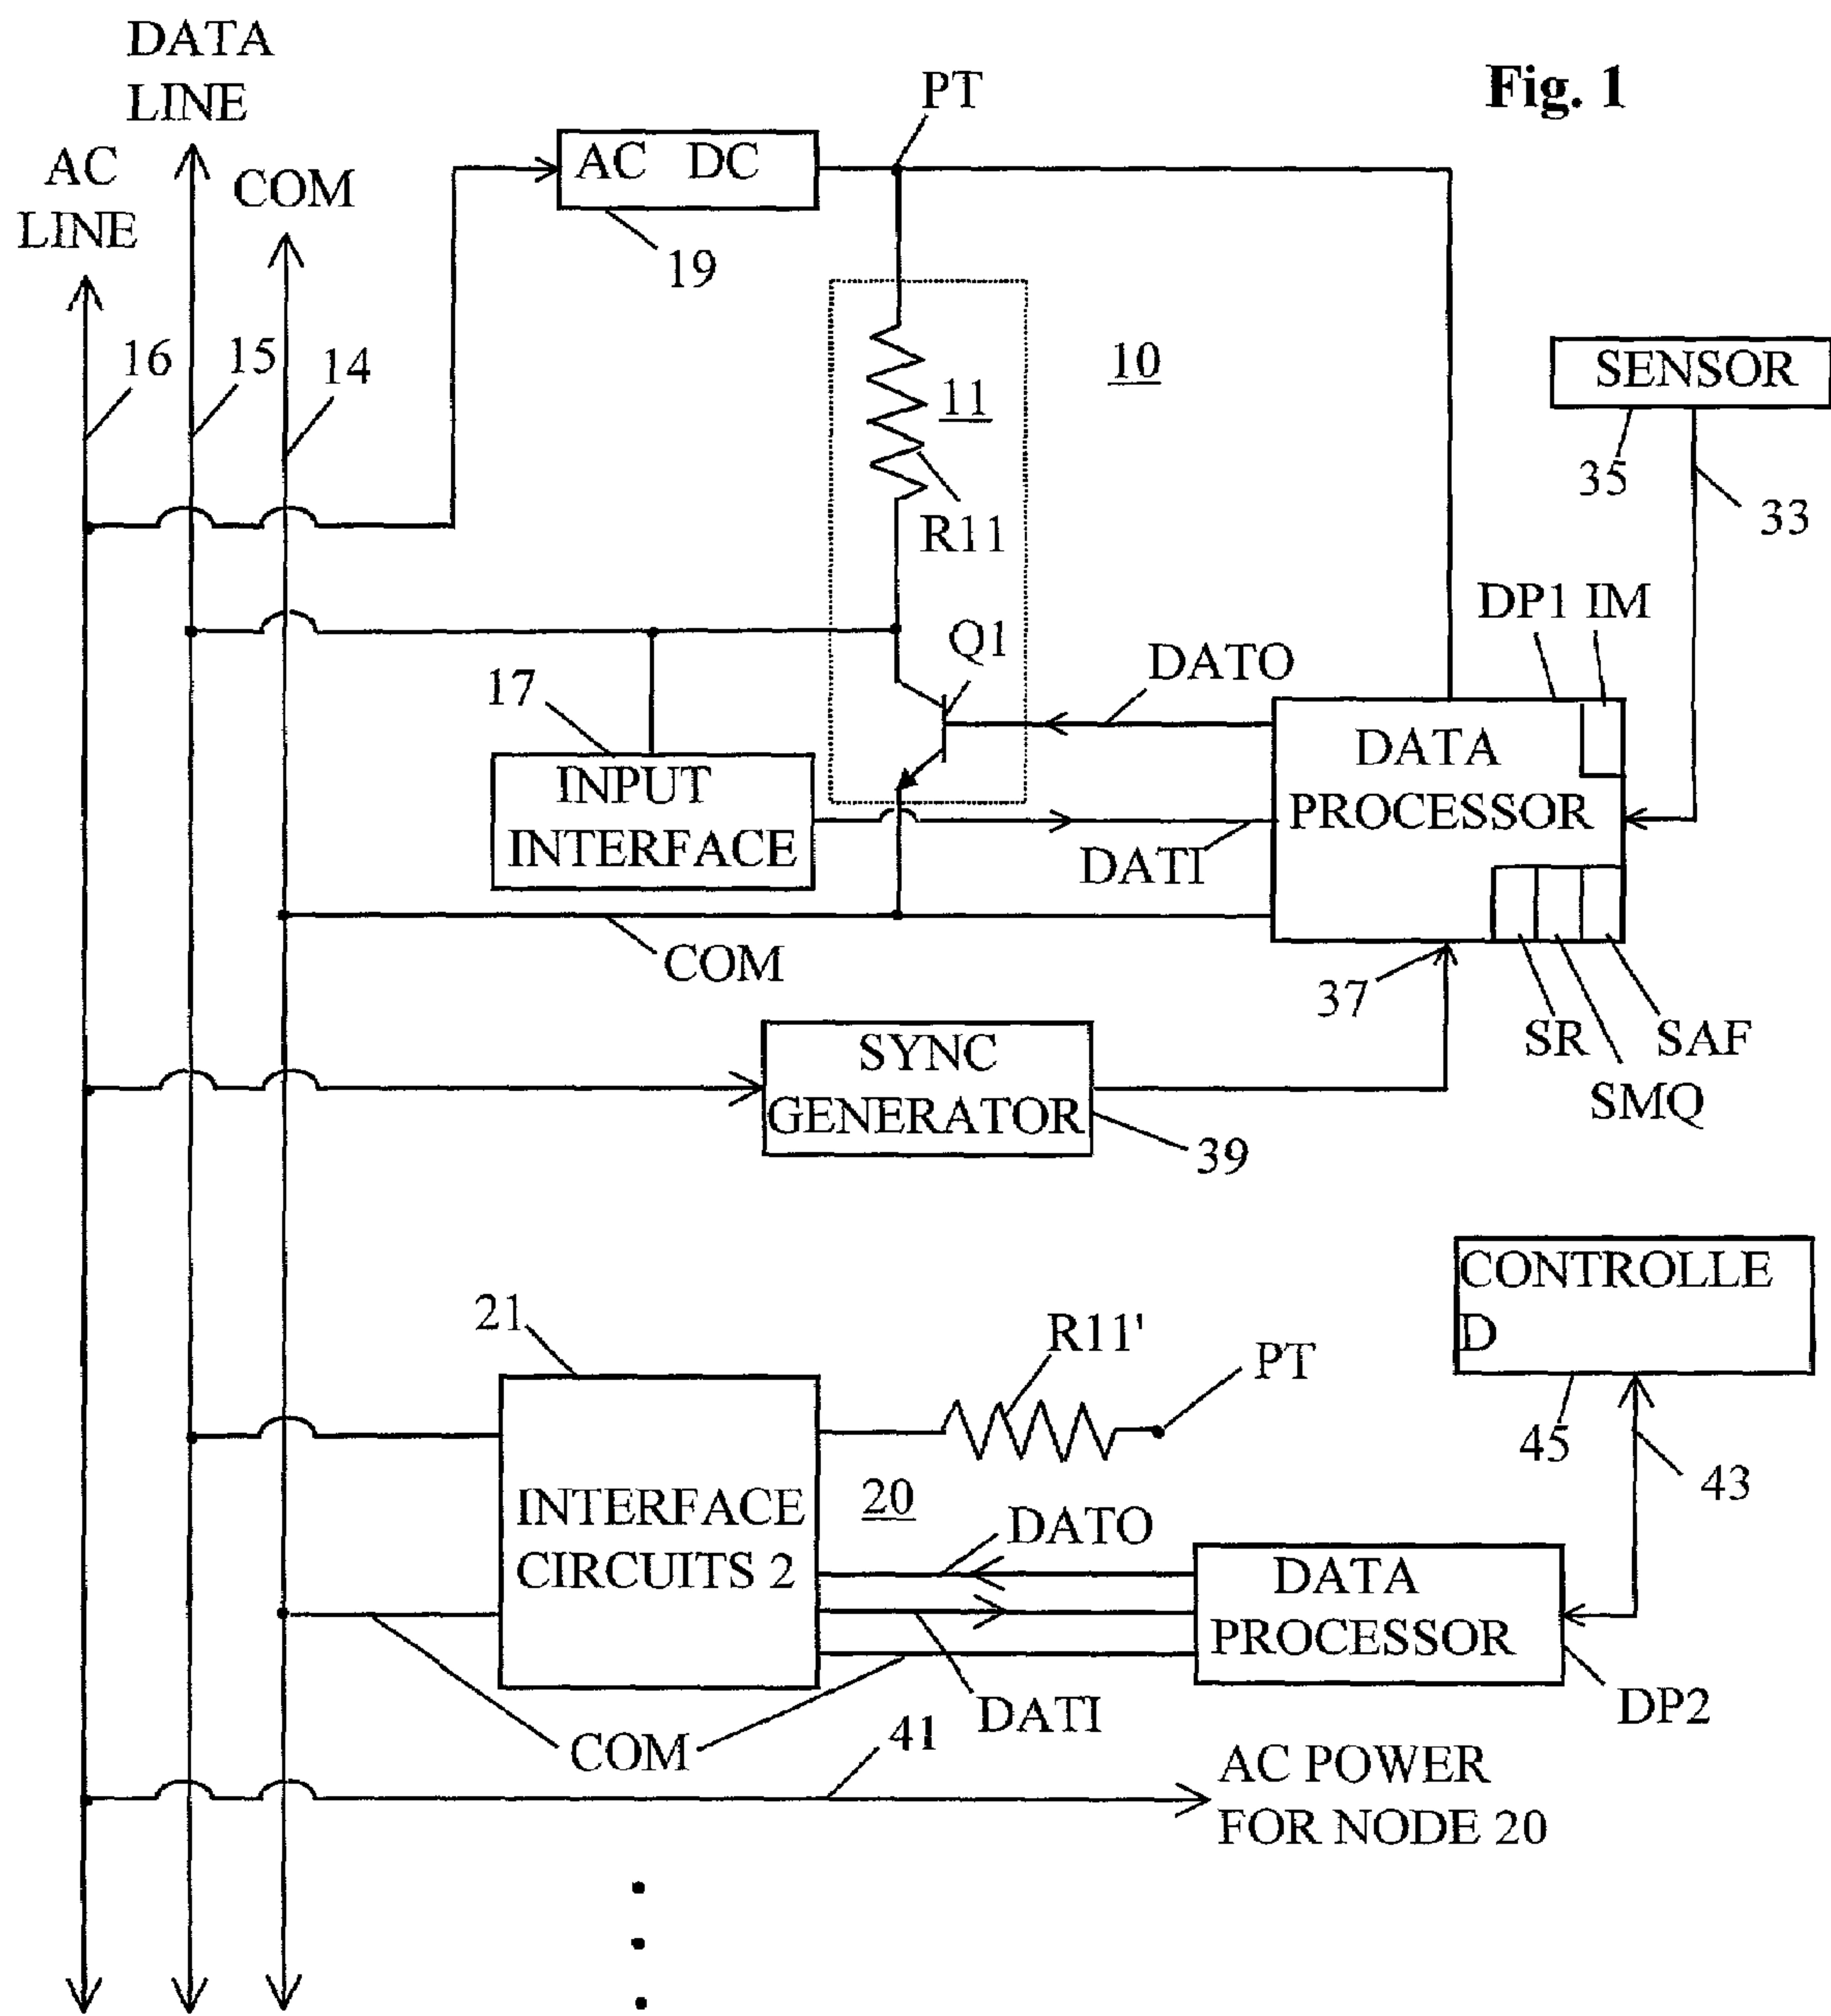 DATA
LINE
Fig. 1
PT
AC
LINE
COM
AC DC
19
16
15
14
10
11
SENSOR
35
33
R11
DP1 IM
Q1
DATO
17
INPUT
INTERFACE
DATA
PROCESSOR
DATI
COM
37
SR
SAF
SMQ
SYNC
GENERATOR
39
CONTROLLE
D
21
R11'
PT
45
43
INTERFACE
CIRCUITS 2
20
DATO
DATA
PROCESSOR
DATI
DP2
COM
41
AC POWER
FOR NODE 20